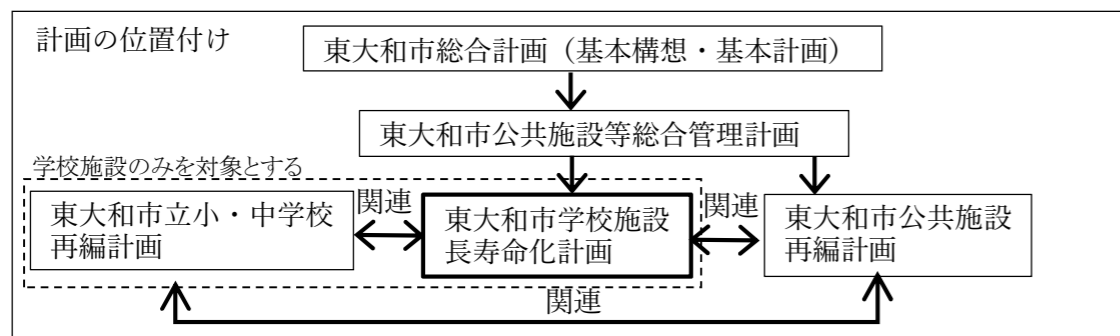 計画の位置付け
東大和市総合計画（基本構想・基本計画）
東大和市公共施設等総合管理計画
学校施設のみを対象とする
東大和市立小・中学校
再編計画
関連
東大和市学校施設
長寿命化計画
関連
東大和市公共施設
再編計画
関連